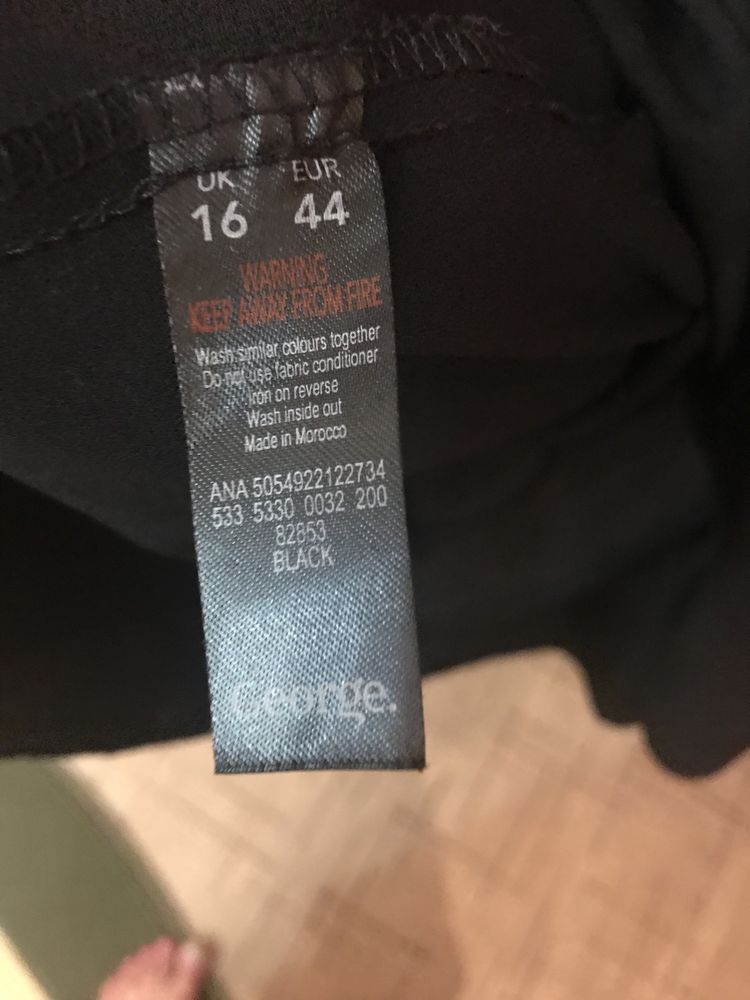 UK EUR
16 44
WARNING
KEEP AWAY FROM FIRE
Wash similar colours together
Do not use fabric conditioner
Iron on reverse
Wash inside out
Made in Morocco
ANA 5054922122734
533 5330 0032 200
82853
BLACK
George.